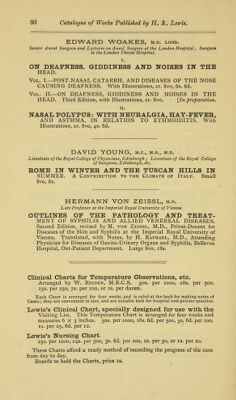 30 Catalogue of Works Published by H. K. Lewis.
EDWARD WOAKES, M.D. LOND.
Senior Aural Surgeon and Lecturer on Aural Surgery at the London Hospital; Surgeon
to the London Throat Hospital.
I.
ON DEAFNESS, GIDDINESS AND NOISES IN THE
HEAD.
VOL. I.—POST-NASAL CATARRH, AND DISEASES OF THE NOSE
CAUSING DEAFNESS. With Illustrations, cr. 8vo, 6s. 6d.
VOL. II.—ON DEAFNESS, GIDDINESS AND NOISES IN THE
HEAD. Third Edition, with Illustrations, cr. 8vo. [In preparation.
II.
NASAL POLYPUS: WITH NEURALGIA, HAY-FEVER,
AND ASTHMA, IN RELATION TO ETHMOIDITIS. With
Illustrations, cr. 8vo, 4s. 6d.
DAVID YOUNG, M.C., M.B., M.D.
Licentiate of the Royal College of Physicians, Edinburgh; Licentiate of the Royal College
of Surgeons, Edinburgh, etc.
ROME IN WINTER AND THE TUSCAN HILLS IN
SUMMER. A CONTRIBUTION TO THE CLIMATE OF ITALY. Small
8vo, 6s.
HERMANN VON ZEISSL, M.D.
Late Professor at the Imperial Royal University of Vienna
OUTLINES OF THE PATHOLOGY AND TREAT-
MENT OF SYPHILIS AND ALLIED VENEREAL DISEASES,
Second Edition, revised by M. VON ZEISSL, M.D., Privat-Docent for
Diseases of the Skin and Syphilis at the Imperial Royal University of
Vienna. Translated, with Notes, by H. RAPHAEL, M.D., Attending
Physician for Diseases of Genito-Urinary Organs and Syphilis, Bellevue
Hospital, Out-Patient Department. Large 8vo, 18s.
Clinical Charts for Temperature Observations, etc.
Arranged by W. RIGDEN, M.R.C.S. 50s. per 1000, 28s. per 500,
15s. per 250, 7s. per 100, or 1s. per dozen.
Each Chart is arranged for four weeks, and is ruled at the back for making notes of
Cases; they are convenient in size, and are suitable both for hospital and private practice.
Lewis's Clinical Chart, specially designed for use with the
Visiting List. This Temperature Chart is arranged for four weeks and
measures 6 × 3 inches. 30s. per 1000, 16s. 6d. per 500, 3s. 6d. per 100,
1s. per 25, 6d. per 12.
Lewis's Nursing Chart.
25s. per 1000, 14s. per 500, 3s. 6d. per 100, 2s. per 50, or 1s. per 20.
These Charts afford a ready method of recording the progress of the case
from day to day.
Boards to hold the Charts, price 1s.